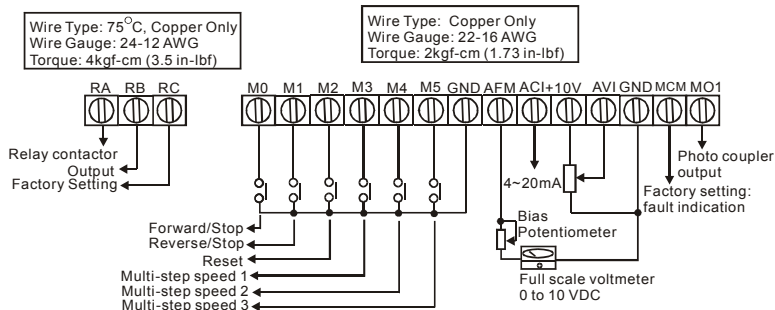 Wire Type: 75°C, Copper Only
Wire Gauge: 24-12 AWG
Torque: 4kgf-cm (3.5 in-lbf)
Wire Type: Copper Only
Wire Gauge: 22-16 AWG
Torque: 2kgf-cm (1.73 in-lbf)
RA RB RC
M0 M1 M2 M3 M4 M5 GND AFM ACI +10V AVI GND MCM MO1
Relay contactor
Output
Factory Setting
4~20mA
Photo coupler
output
Factory setting:
fault indication
Bias
Potentiometer
Forward/Stop
Reverse/Stop
Reset
Multi-step speed 1
Multi-step speed 2
Multi-step speed 3
Full scale voltmeter
0 to 10 VDC